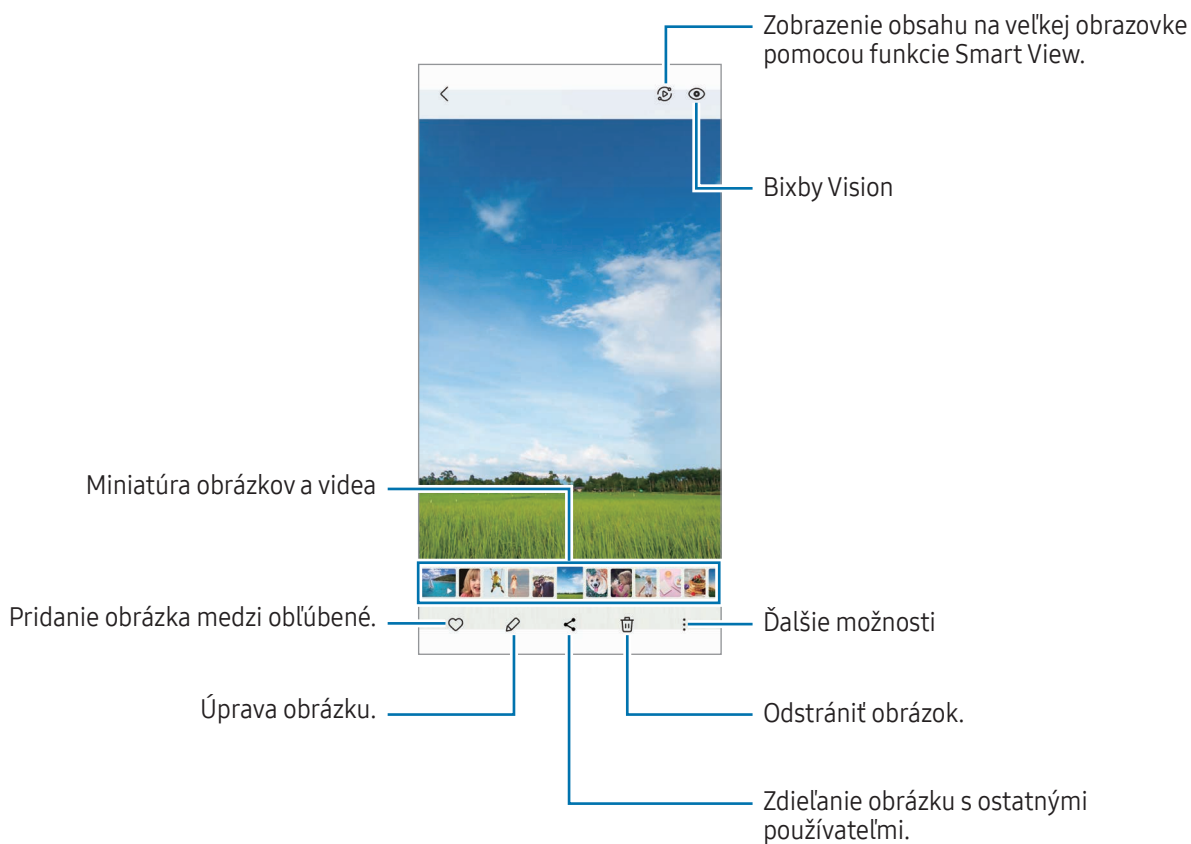 Zobrazenie obsahu na veľkej obrazovke
pomocou funkcie Smart View.
Bixby Vision
Miniatúra obrázkov a videa
Pridanie obrázka medzi obľúbené.
Ďalšie možnosti
Úprava obrázku.
Odstrániť obrázok.
Zdieľanie obrázku s ostatnými
používateľmi.